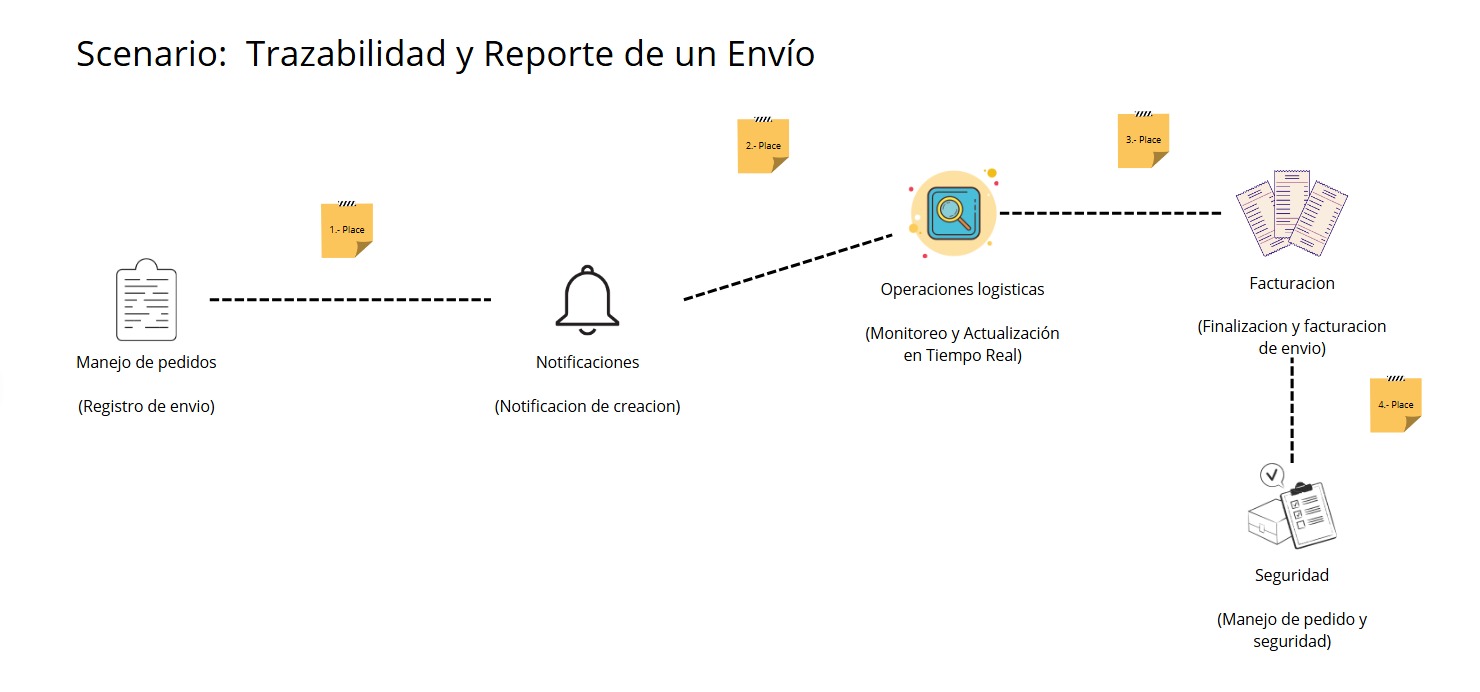 Scenario:  Trazabilidad y Reporte de un Envío
1.- Place
2.- Place
3.- Place
Manejo de pedidos
(Registro de envio)
Notificaciones
(Notificacion de creacion)
Operaciones logisticas
(Monitoreo y Actualización
en Tiempo Real)
Facturacion
(Finalizacion y facturacion
de envio)
4.- Place
Seguridad
(Manejo de pedido y
seguridad)